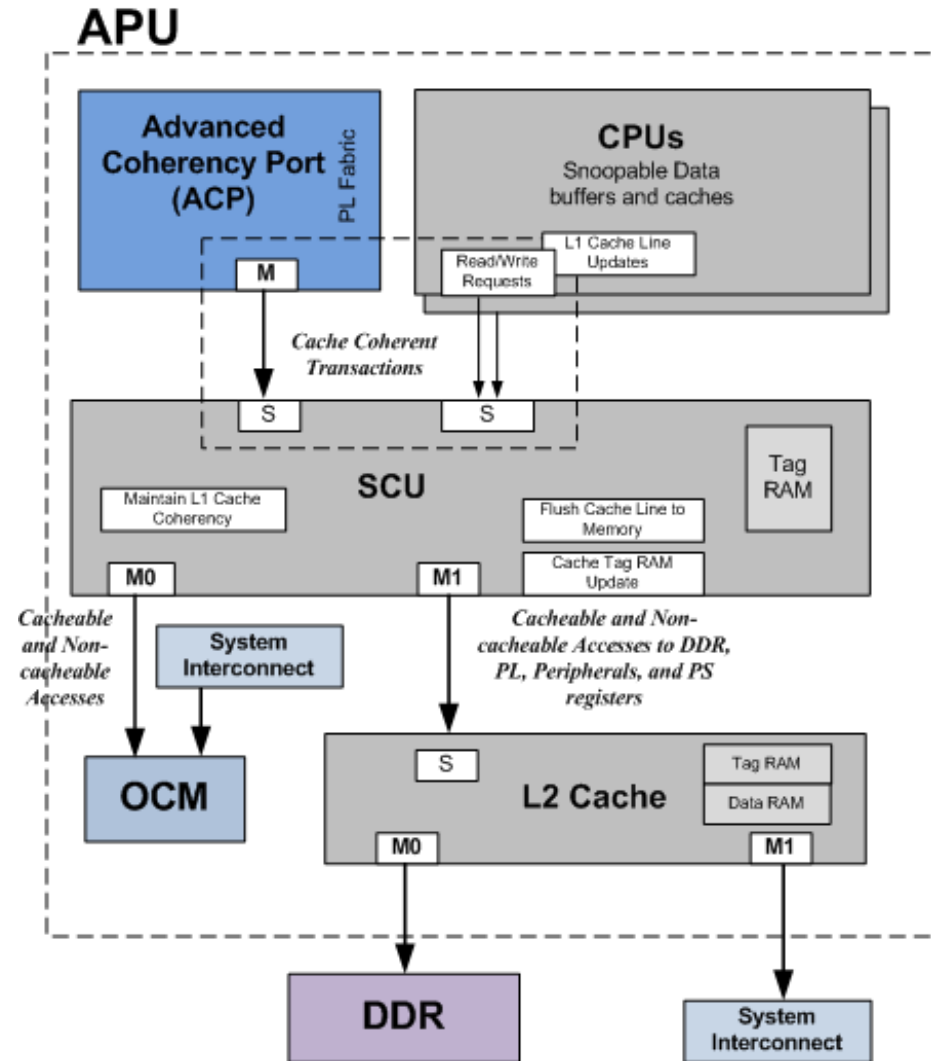 APU
Advanced
Coherency Port
(ACP)
PL Fabric
M
CPUs
Snoopable Data
buffers and caches
L1 Cache Line
Updates
Read/Write
Requests
Cache Coherent
Transactions
S
S
SCU
Tag
RAM
Maintain L1 Cache
Coherency
Flush Cache Line to
Memory
Cache Tag RAM
Update
M0
M1
Cacheable
and Non-
cacheable
Accesses
System
Interconnect
Cacheable and Non-
cacheable Accesses to DDR,
PL, Peripherals, and PS
registers
OCM
S
L2 Cache
Tag RAM
Data RAM
M0
M1
DDR
System
Interconnect